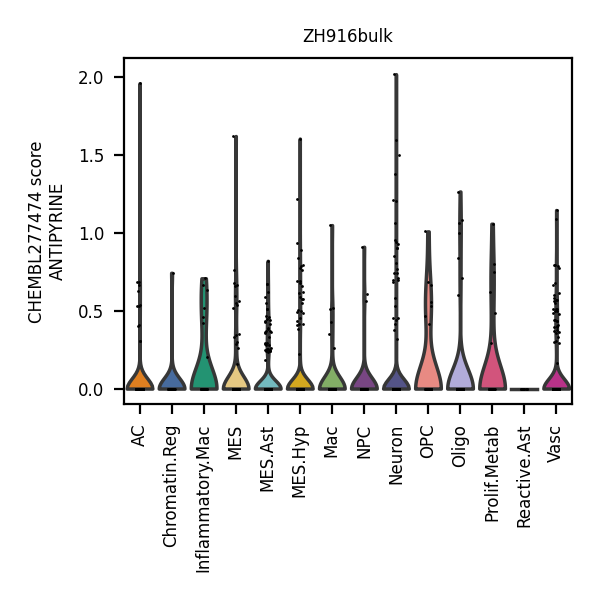 ZH916bulk
CHEMBL277474 score
ANTIPYRINE
2.0
1.5
1.0
0.5
0.0
AC
Chromatin.Reg
Inflammatory.Mac
MES
MES.Ast
MES.Hyp
Mac
NPC
Neuron
OPC
Oligo
Prolif.Metab
Reactive.Ast
Vasc